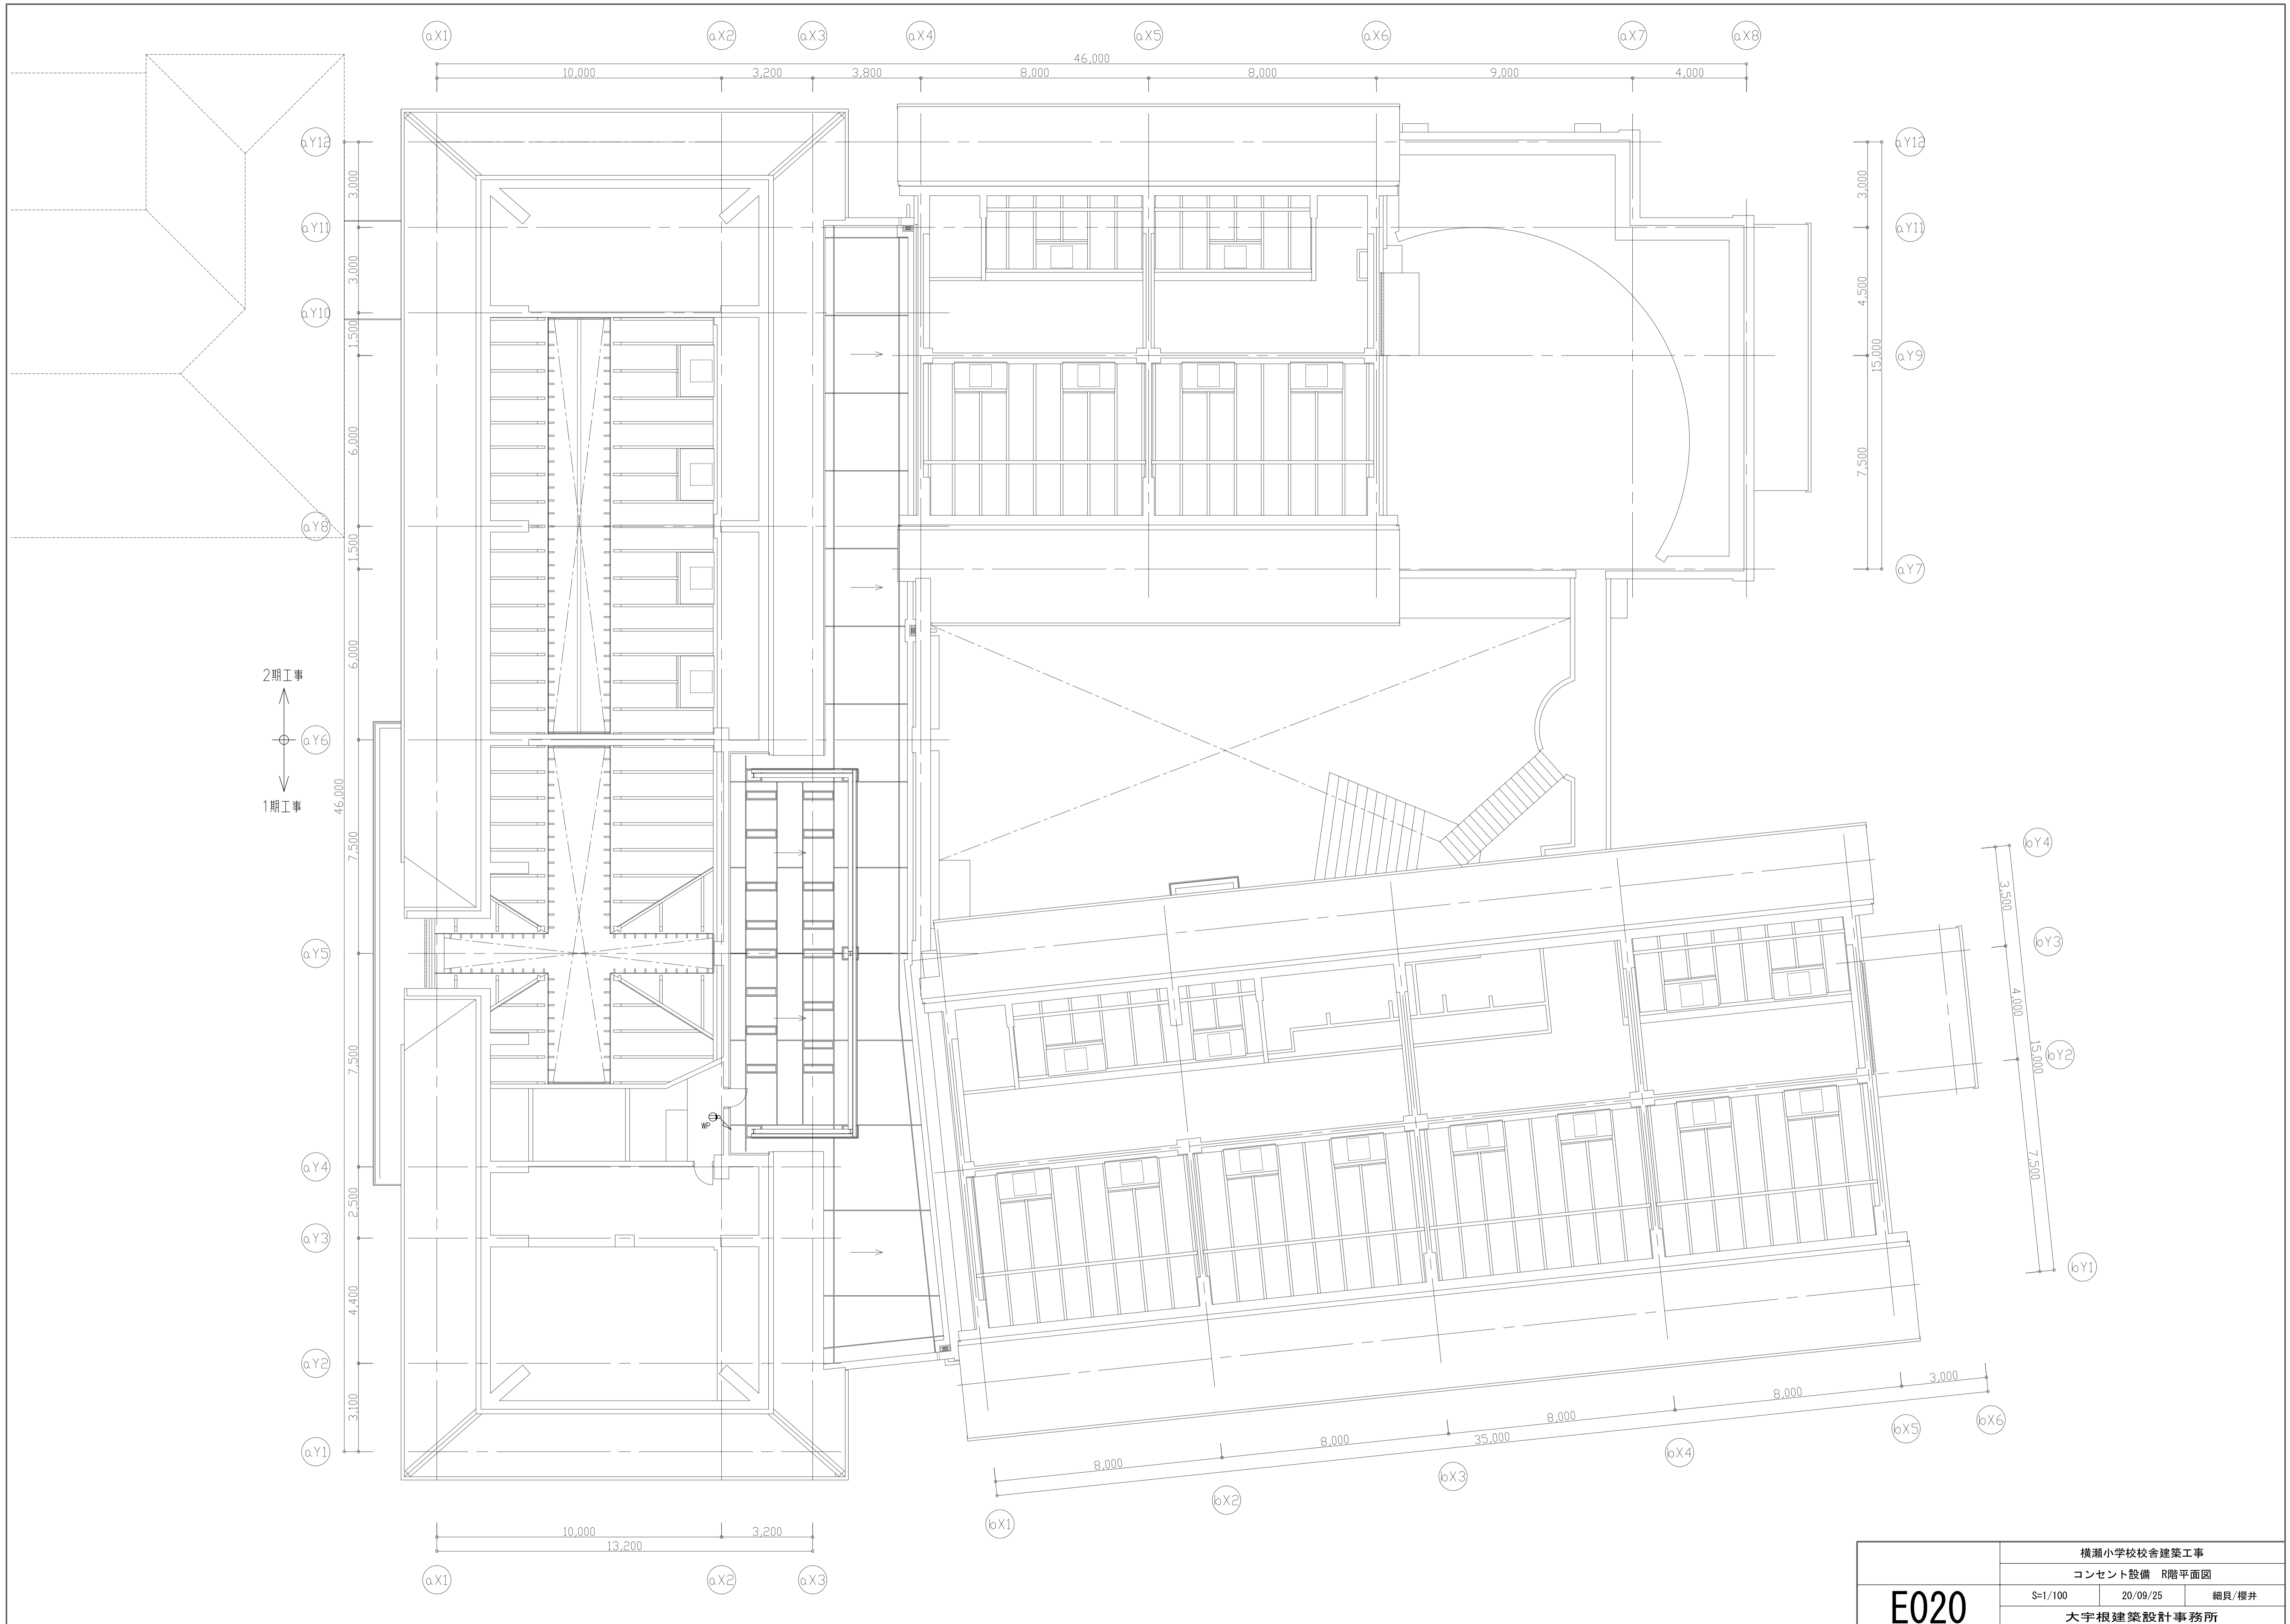 aX1 aX2 aX3 aX4 aX5 aX6 aX7 aX8
46,000
10,000 3,200 3,800 8,000 8,000 9,000 4,000
aY12 aY12
3,000 3,000
aY11 aY11
3,000 4,500
aY10
1,500
aY9
15,000
6,000 7,500
aY8
1,500
aY7
6,000
2期工事
aY6
1期工事
46,000
7,500
bY4
3,500
bY3
aY5
4,000
15,000
bY2
7,500
WP
7,500
aY4
2,500
aY3
bY1
4,400
aY2
3,100
aY1
8,000 8,000 8,000 8,000 3,000
35,000
bX1 bX2 bX3 bX4 bX5 bX6
10,000 3,200
13,200
aX1 aX2 aX3
横瀬小学校校舎建築工事
コンセント設備 R階平面図
E020
S=1/100 20/09/25 細貝/櫻井
大宇根建築設計事務所